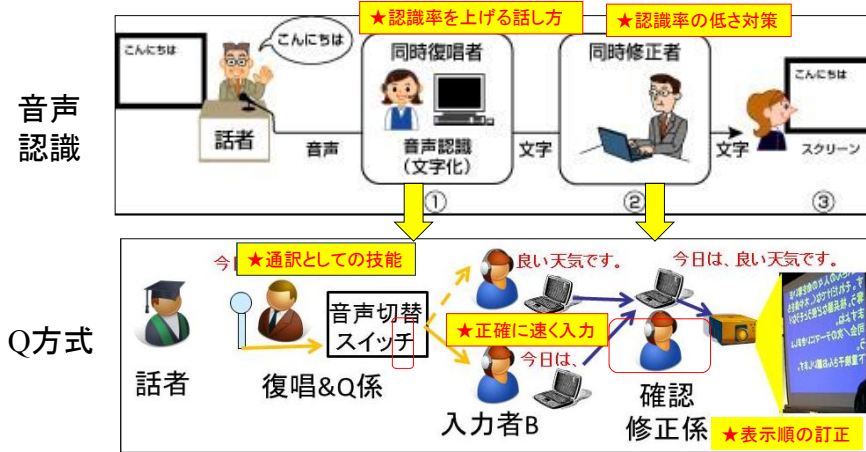 ★認識率を上げる話し方
★認識率の低さ対策
こんにちは
こんにちは
同時復唱者
同時修正者
こんにちは
音声
認識
話者
音声
音声認識
(文字化)
文字
文字
スクリーン
①
②
③
今日
★通訳としての技能
良い天気です。
今日は、良い天気です。
音声切替
スイッチ
★正確に速く入力
今日は、
Q方式
話者
復唱&Q係
入力者B
確認
修正係
★表示順の訂正